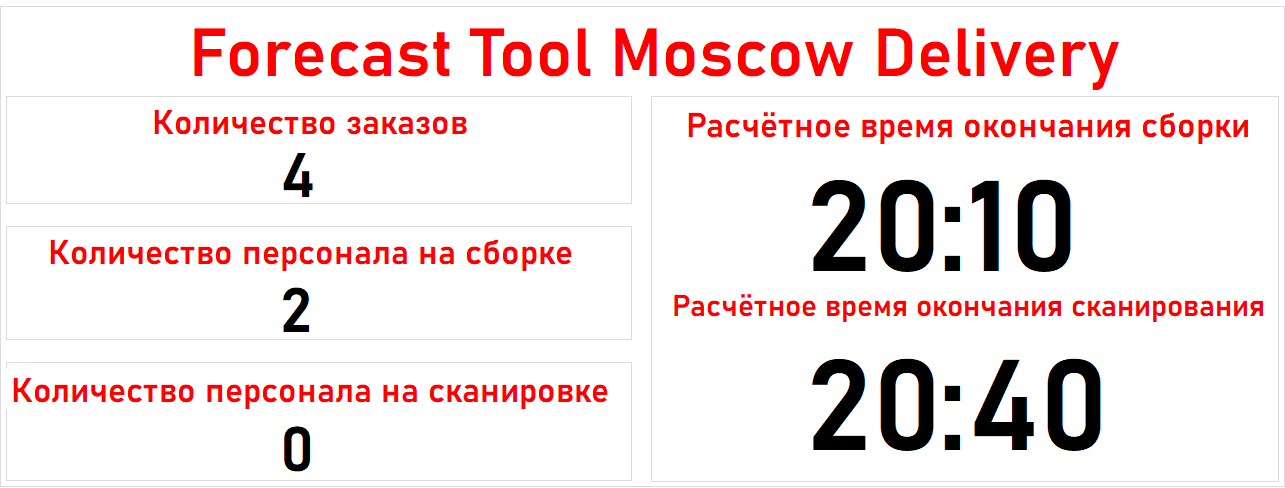 Forecast Tool Moscow Delivery
Количество заказов
4
Количество персонала на сборке
2
Количество персонала на сканировке
0
Расчётное время окончания сборки
20:10
Расчётное время окончания сканирования
20:40